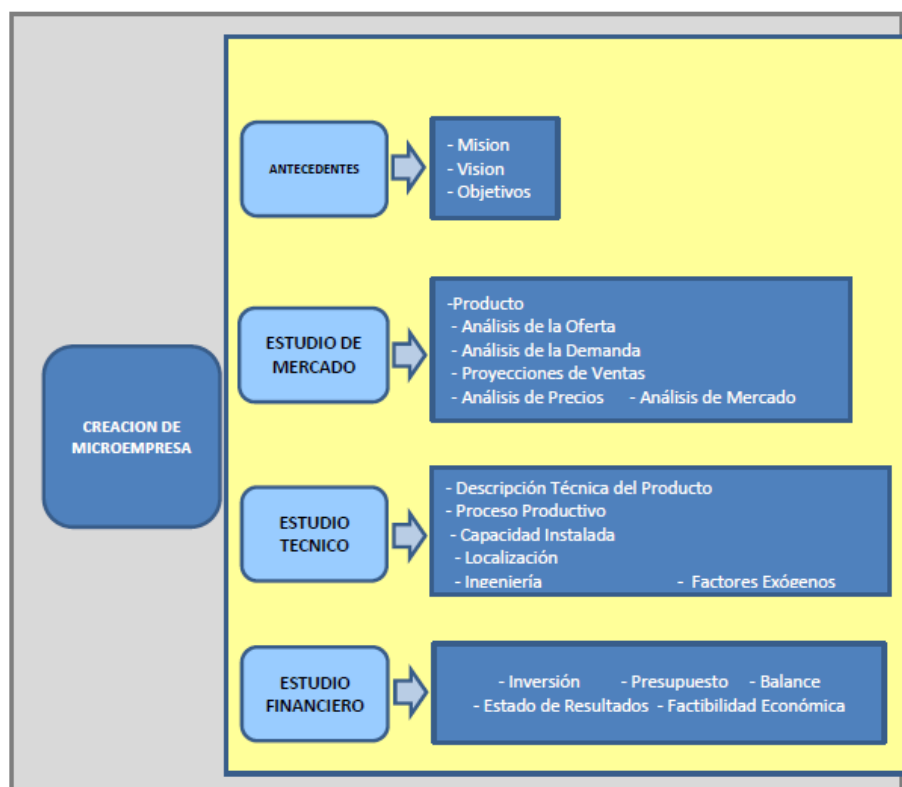 ANTECEDENTES
- Mision
- Vision
- Objetivos
ESTUDIO DE
MERCADO
-Producto
- Análisis de la Oferta
- Análisis de la Demanda
- Proyecciones de Ventas
- Análisis de Precios - Análisis de Mercado
CREACION DE
MICROEMPRESA
ESTUDIO
TECNICO
- Descripción Técnica del Producto
- Proceso Productivo
- Capacidad Instalada
- Localización
- Ingeniería - Factores Exógenos
ESTUDIO
FINANCIERO
- Inversión - Presupuesto - Balance
- Estado de Resultados - Factibilidad Económica